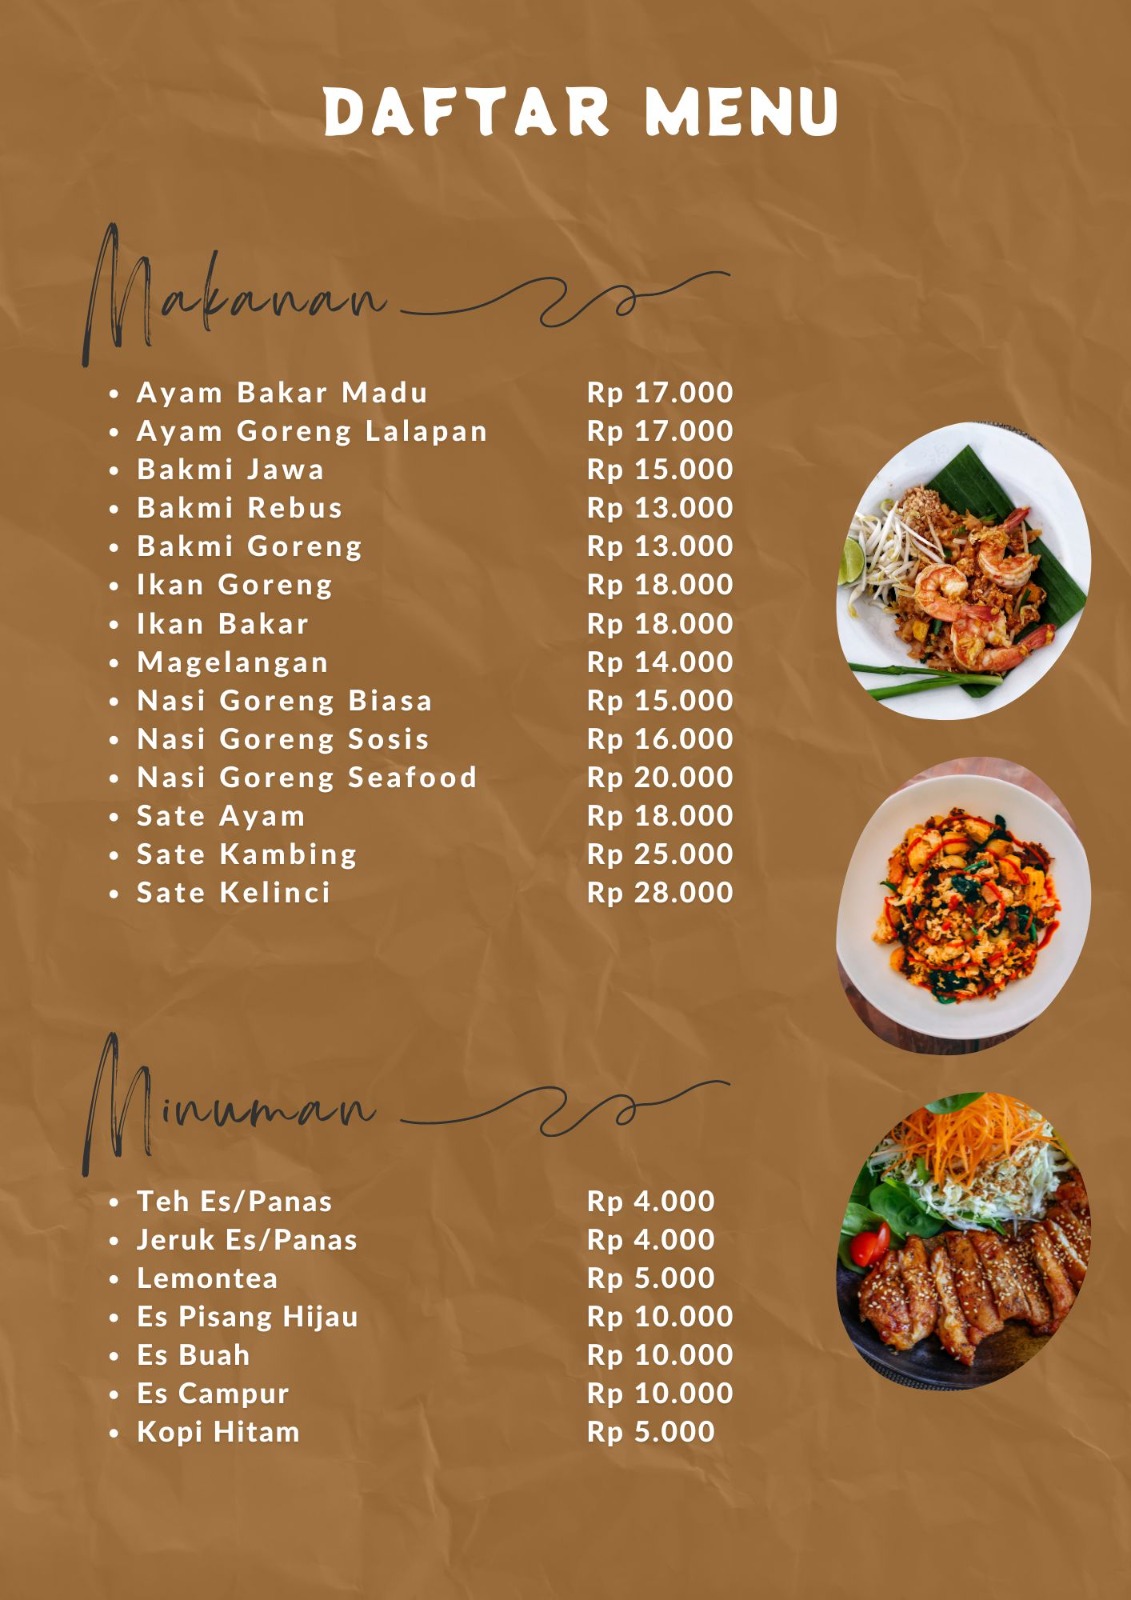 DAFTAR MENU
Makanan
• Ayam Bakar Madu Rp 17.000
• Ayam Goreng Lalapan Rp 17.000
• Bakmi Jawa Rp 15.000
• Bakmi Rebus Rp 13.000
• Bakmi Goreng Rp 13.000
• Ikan Goreng Rp 18.000
• Ikan Bakar Rp 18.000
• Magelangan Rp 14.000
• Nasi Goreng Biasa Rp 15.000
• Nasi Goreng Sosis Rp 16.000
• Nasi Goreng Seafood Rp 20.000
• Sate Ayam Rp 18.000
• Sate Kambing Rp 25.000
• Sate Kelinci Rp 28.000
Minuman
• Teh Es/Panas Rp 4.000
• Jeruk Es/Panas Rp 4.000
• Lemontea Rp 5.000
• Es Pisang Hijau Rp 10.000
• Es Buah Rp 10.000
• Es Campur Rp 10.000
• Kopi Hitam Rp 5.000